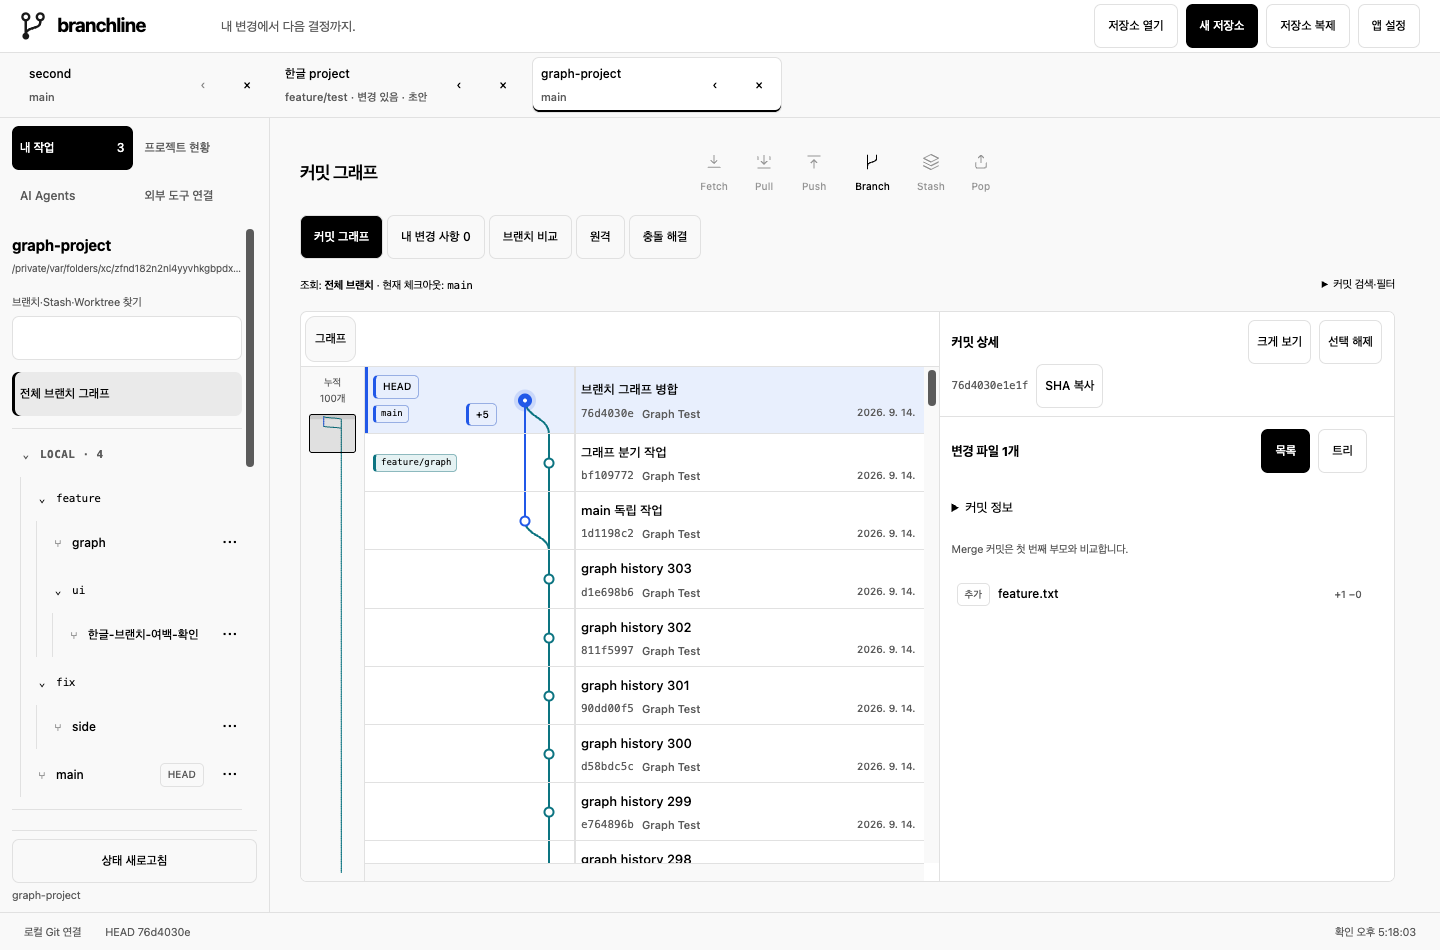 branchline
내 변경에서 다음 결정까지.
저장소 열기
새 저장소
저장소 복제
앱 설정
second
main
‹
×
한글 project
feature/test · 변경 있음 · 초안
‹
×
graph-project
main
‹
×
내 작업 3
프로젝트 현황
AI Agents
외부 도구 연결
graph-project
/private/var/folders/xc/zfnd182n2nl4yyvhkgbpdx...
브랜치·Stash·Worktree 찾기
전체 브랜치 그래프
LOCAL · 4
feature
graph ···
ui
한글-브랜치-여백-확인 ···
fix
side ···
main HEAD ···
상태 새로고침
graph-project
커밋 그래프
Fetch
Pull
Push
Branch
Stash
Pop
커밋 그래프
내 변경 사항 0
브랜치 비교
원격
충돌 해결
조회: 전체 브랜치 · 현재 체크아웃: main
▶ 커밋 검색·필터
그래프
누적
100개
HEAD
main
+5
브랜치 그래프 병합
76d4030e Graph Test 2026. 9. 14.
feature/graph
그래프 분기 작업
bf109772 Graph Test 2026. 9. 14.
main 독립 작업
1d1198c2 Graph Test 2026. 9. 14.
graph history 303
d1e698b6 Graph Test 2026. 9. 14.
graph history 302
811f5997 Graph Test 2026. 9. 14.
graph history 301
90dd00f5 Graph Test 2026. 9. 14.
graph history 300
d58bdc5c Graph Test 2026. 9. 14.
graph history 299
e764896b Graph Test 2026. 9. 14.
graph history 298
커밋 상세
크게 보기
선택 해제
76d4030e1e1f
SHA 복사
변경 파일 1개
목록
트리
▶ 커밋 정보
Merge 커밋은 첫 번째 부모와 비교합니다.
추가 feature.txt +1 −0
로컬 Git 연결
HEAD 76d4030e
확인 오후 5:18:03